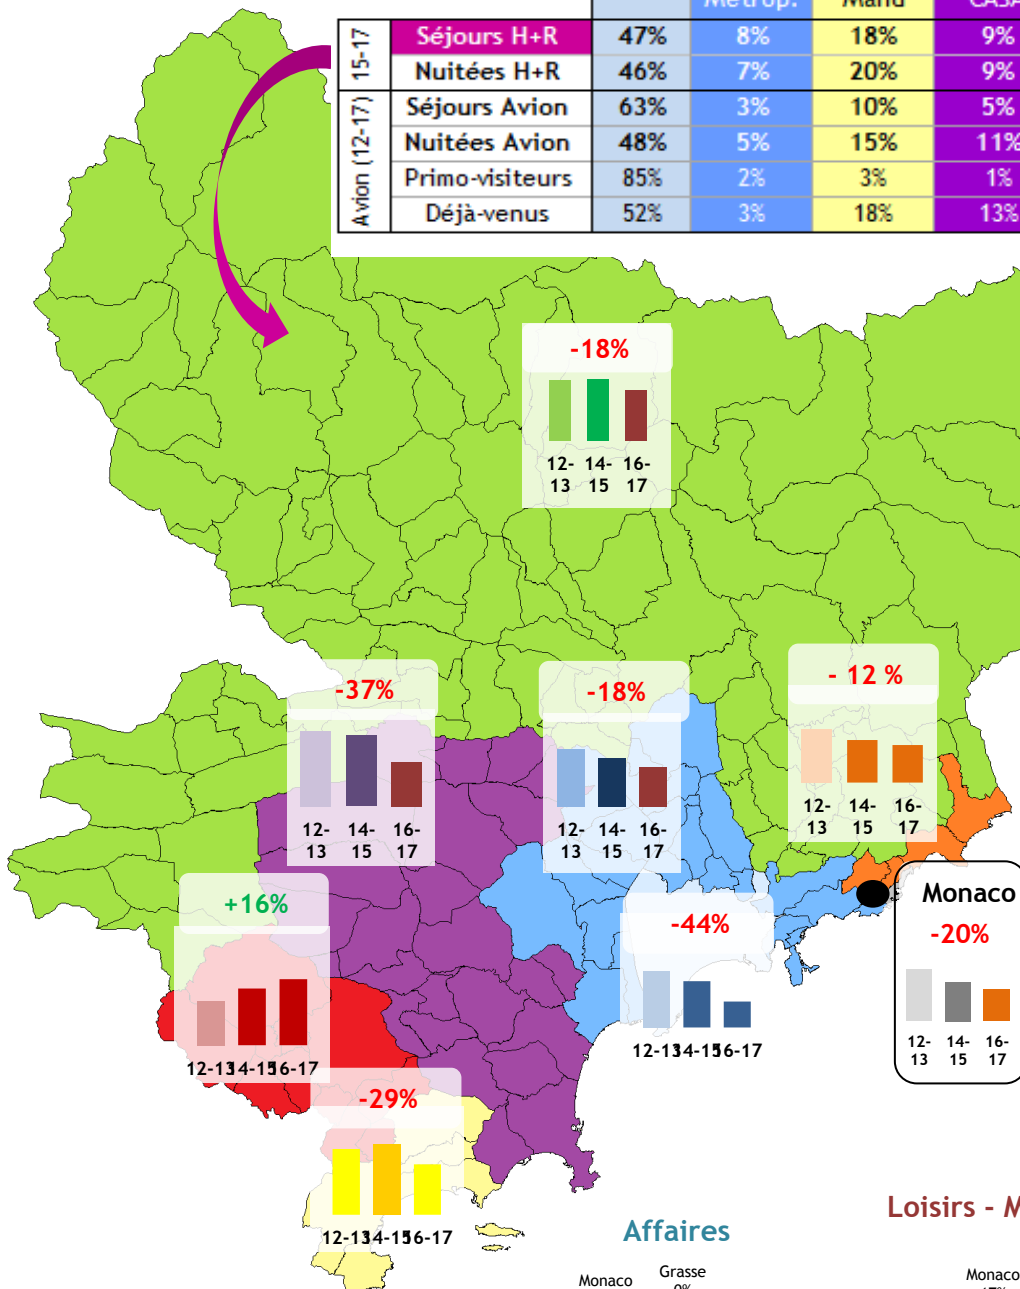 Métrop. Mand CASA
15-17
Séjours H+R 47% 8% 18% 9%
Nuitées H+R 46% 7% 20% 9%
Avion (12-17)
Séjours Avion 63% 3% 10% 5%
Nuitées Avion 48% 5% 15% 11%
Primo-visiteurs 85% 2% 3% 1%
Déjà-venus 52% 3% 18% 13%
-18%
12- 14- 16-
13 15 17
-37%
12- 14- 16-
13 15 17
-18%
12- 14- 16-
13 15 17
- 12 %
12- 14- 16-
13 15 17
+16%
12-13 14-15 16-17
-44%
12-13 14-15 16-17
Monaco
-20%
12- 14- 16-
13 15 17
-29%
12-13 14-15 16-17
Affaires
Loisirs - M
Monaco
Grasse
Monaco